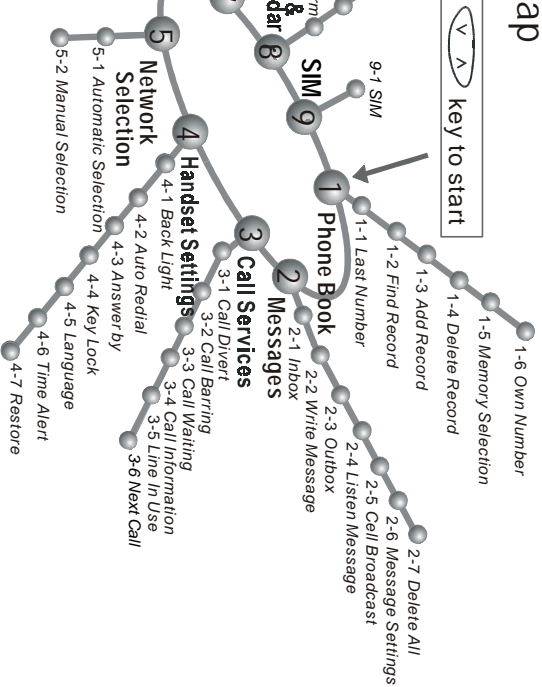 ap
key to start
1
Phone Book
1-1 Last Number
1-2 Find Record
1-3 Add Record
1-4 Delete Record
1-5 Memory Selection
1-6 Own Number
2
Messages
2-1 Inbox
2-2 Write Message
2-3 Outbox
2-4 Listen Message
2-5 Cell Broadcast
2-6 Message Settings
2-7 Delete All
3
Call Services
3-1 Call Divert
3-2 Call Barring
3-3 Call Waiting
3-4 Call Information
3-5 Line In Use
3-6 Next Call
4
Handset Settings
4-1 Back Light
4-2 Auto Redial
4-3 Answer by
4-4 Key Lock
4-5 Language
4-6 Time Alert
4-7 Restore
5
Network
Selection
5-1 Automatic Selection
5-2 Manual Selection
8
&
dar
rm
9
SIM
9-1 SIM